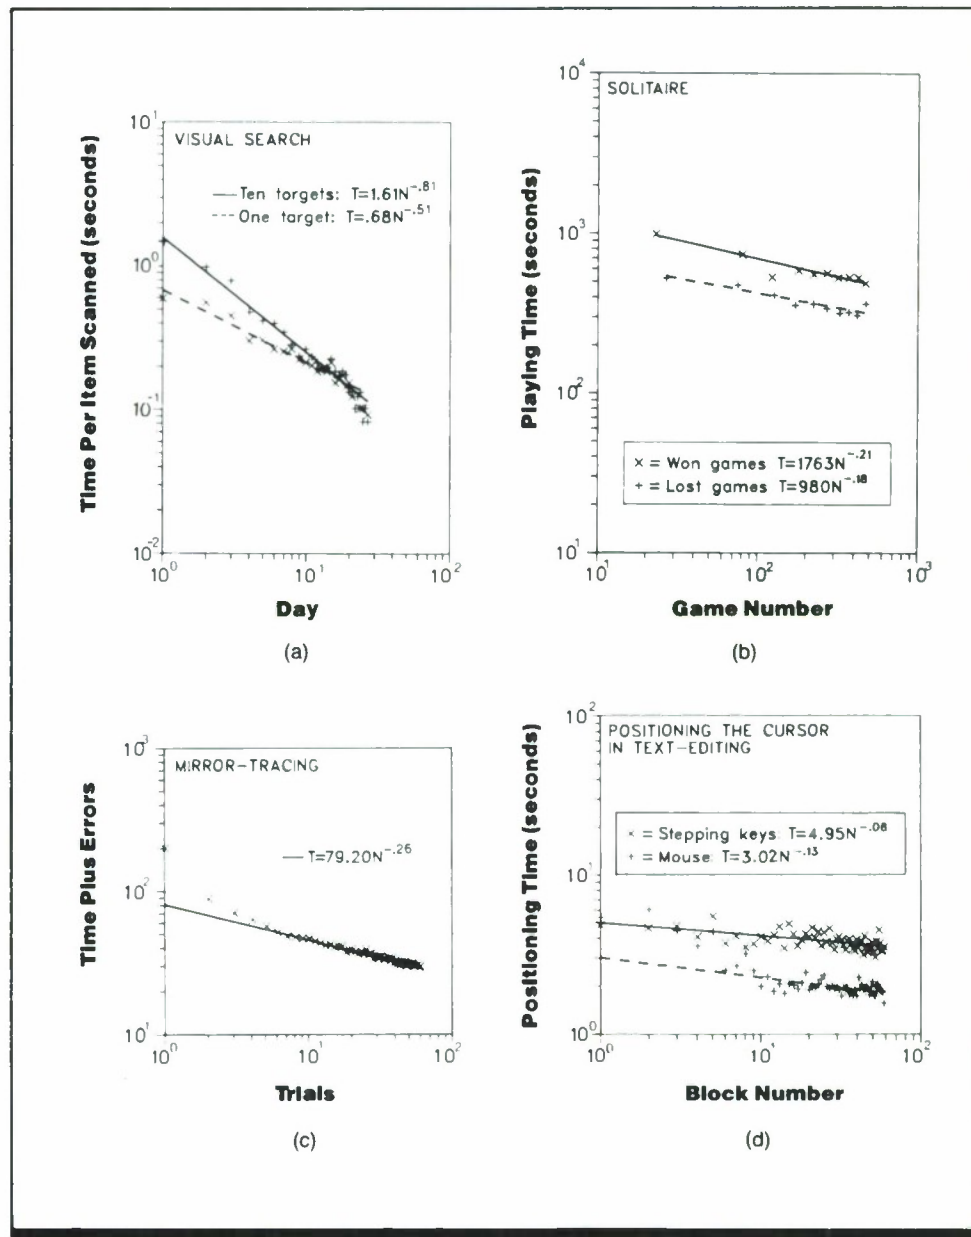 VISUAL SEARCH
Ten torgets: T=1.61N^-.81
One target: T=.68N^-.51
10^1
10^0
10^-1
10^-2
10^0
10^1
10^2
Time Per Item Scanned (seconds)
Day
(a)
SOLITAIRE
10^4
10^3
10^2
10^1
× = Won games T=1763N^-.21
+ = Lost games T=980N^-.18
10^1
10^2
10^3
Playing Time (seconds)
Game Number
(b)
MIRROR-TRACING
T=79.20N^-.26
10^3
10^2
10^1
10^0
10^1
10^2
Time Plus Errors
Trials
(c)
POSITIONING THE CURSOR
IN TEXT-EDITING
× = Stepping keys: T=4.95N^-.08
+ = Mouse: T=3.02N^-.13
10^2
10^1
10^0
10^0
10^1
10^2
Positioning Time (seconds)
Block Number
(d)